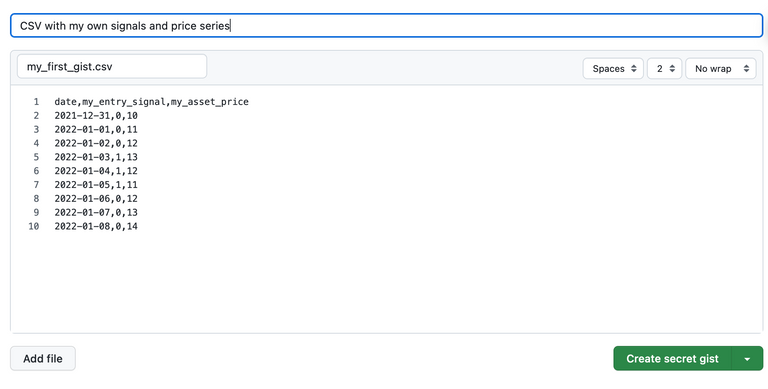 CSV with my own signals and price series
my_first_gist.csv
Spaces
2
No wrap
1 date,my_entry_signal,my_asset_price
2 2021-12-31,0,10
3 2022-01-01,0,11
4 2022-01-02,0,12
5 2022-01-03,1,13
6 2022-01-04,1,12
7 2022-01-05,1,11
8 2022-01-06,0,12
9 2022-01-07,0,13
10 2022-01-08,0,14
Add file
Create secret gist